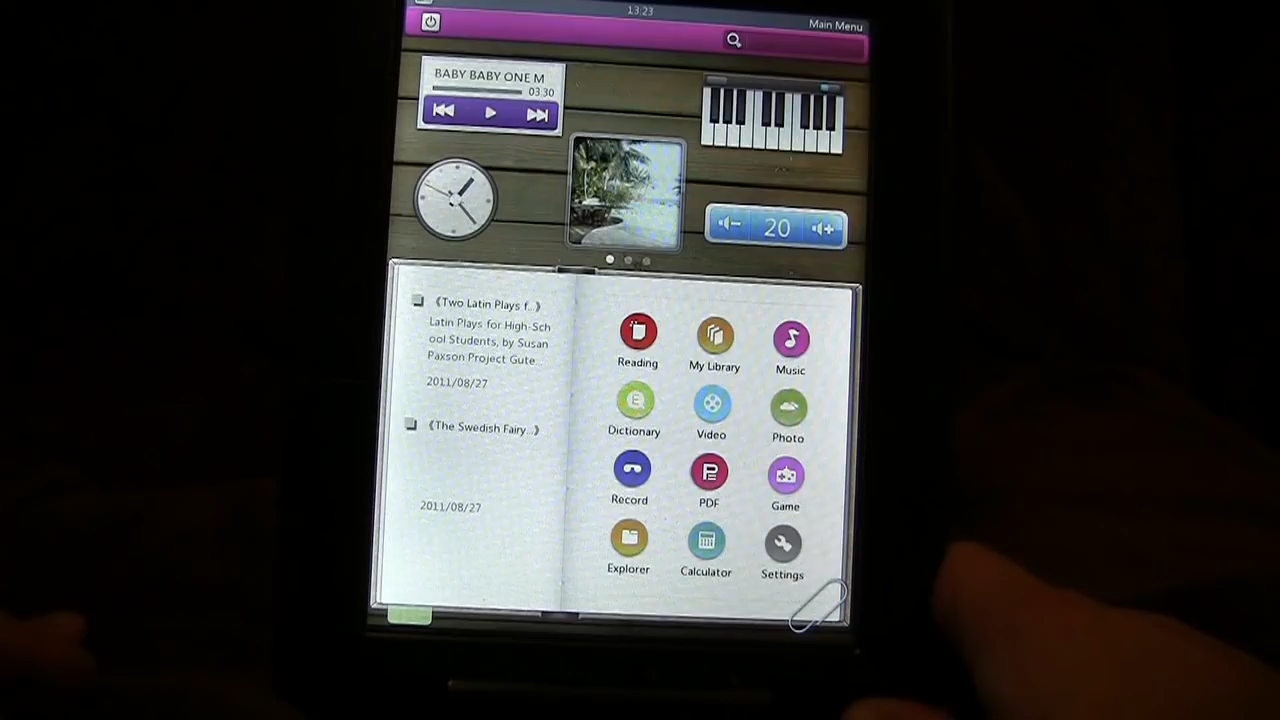 13:23
Main Menu
BABY BABY ONE M
03:30
20
《Two Latin Plays f...》
Latin Plays for High-Sch
ool Students, by Susan
Paxson Project Gute...
2011/08/27
《The Swedish Fairy...》
2011/08/27
Reading
My Library
Music
Dictionary
Video
Photo
Record
PDF
Game
Explorer
Calculator
Settings